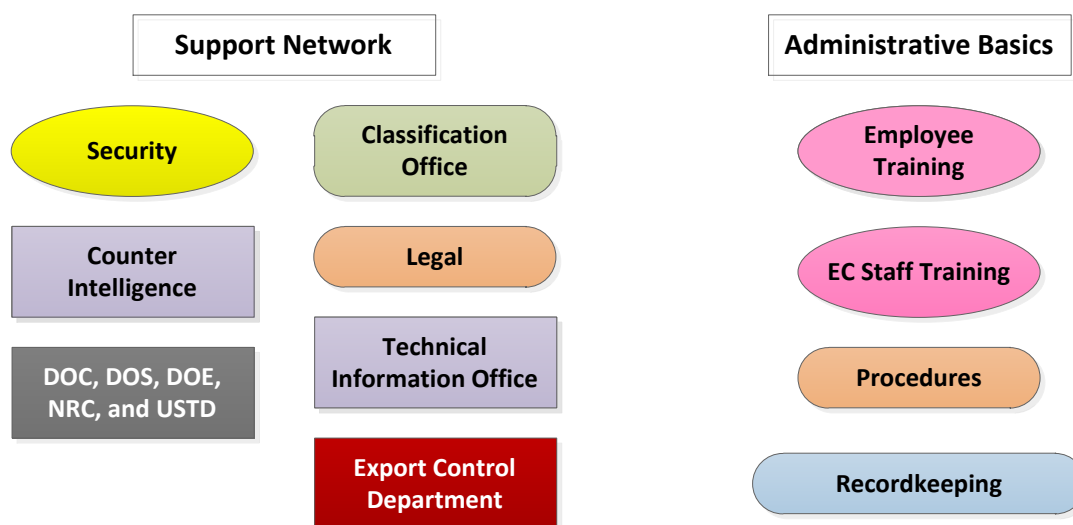 Support Network
Administrative Basics
Security
Classification
Office
Employee
Training
Counter
Intelligence
Legal
EC Staff Training
DOC, DOS, DOE,
NRC, and USTD
Technical
Information Office
Procedures
Export Control
Department
Recordkeeping